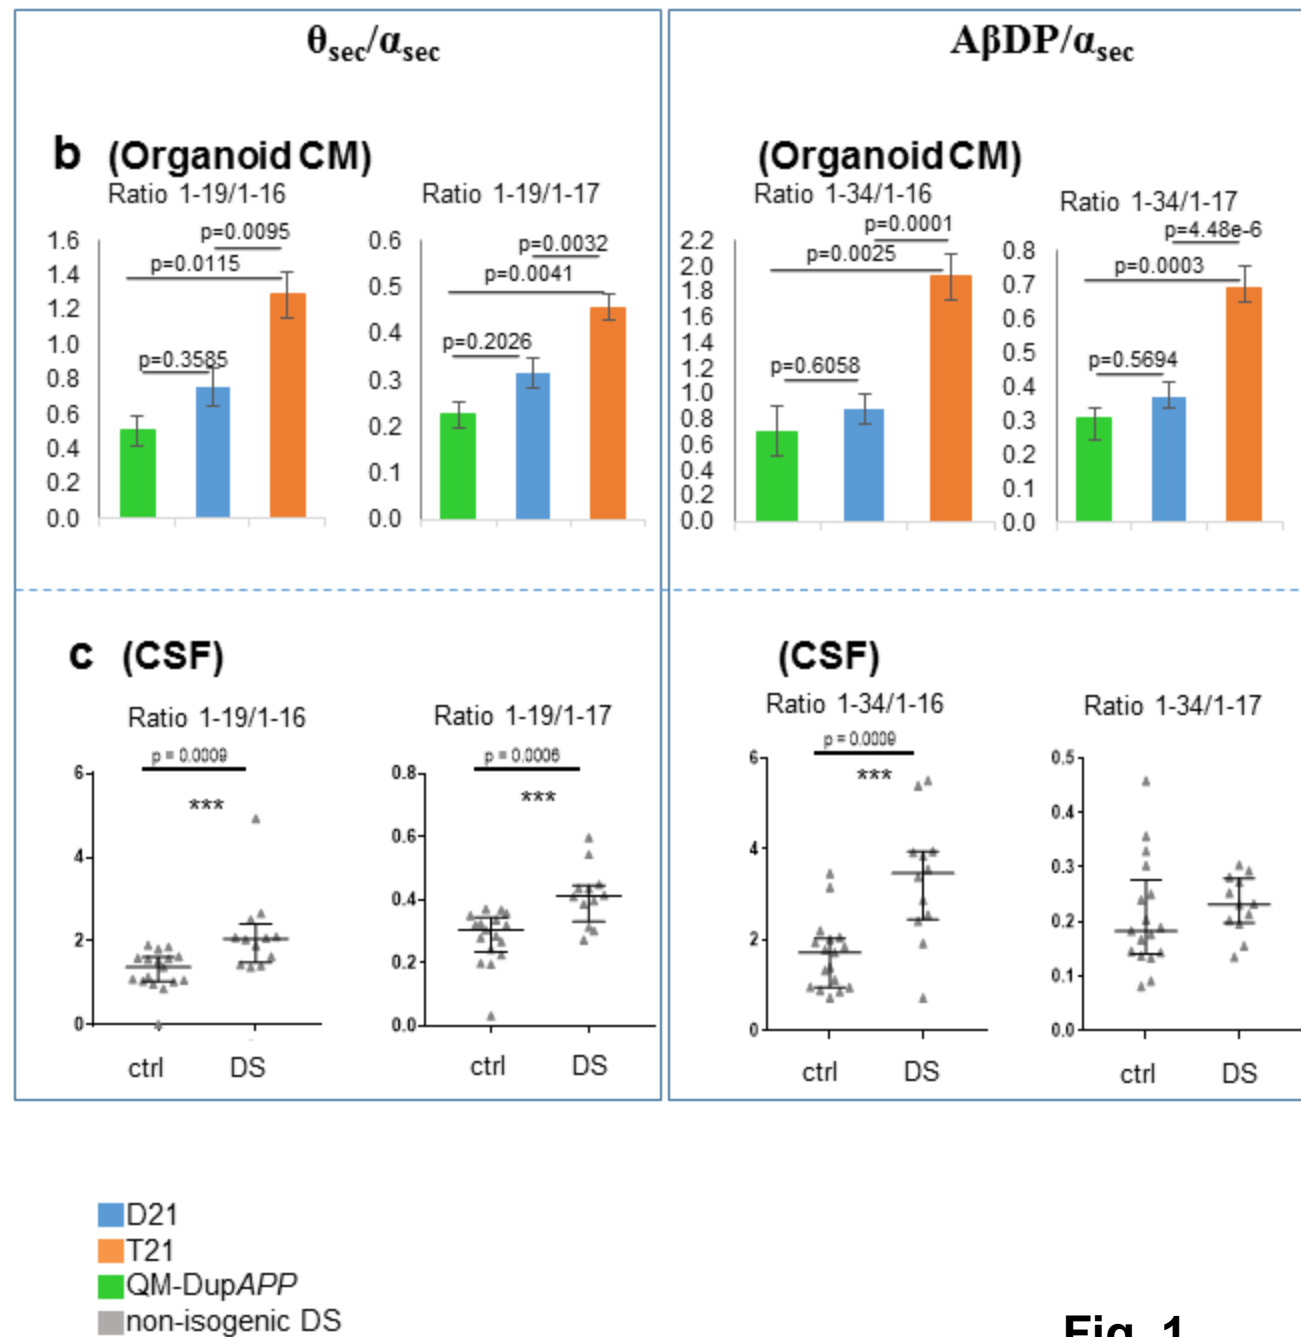 θsec/αsec
AβDP/αsec
b (Organoid CM)
(Organoid CM)
Ratio 1-19/1-16
Ratio 1-19/1-17
Ratio 1-34/1-16
Ratio 1-34/1-17
1.6
1.4
1.2
1.0
0.8
0.6
0.4
0.2
0.0
p=0.0095
p=0.0115
p=0.3585
0.6
0.5
0.4
0.3
0.2
0.1
0.0
p=0.0032
p=0.0041
p=0.2026
2.2
2.0
1.8
1.6
1.4
1.2
1.0
0.8
0.6
0.4
0.2
0.0
p=0.0001
p=0.0025
p=0.6058
0.8
0.7
0.6
0.5
0.4
0.3
0.2
0.1
0.0
p=4.48e-6
p=0.0003
p=0.5694
c (CSF)
(CSF)
Ratio 1-19/1-16
Ratio 1-19/1-17
Ratio 1-34/1-16
Ratio 1-34/1-17
p = 0.0009
***
6
4
2
0
ctrl DS
p = 0.0006
***
0.8
0.6
0.4
0.2
0.0
ctrl DS
p = 0.0009
***
6
4
2
0
ctrl DS
0.5
0.4
0.3
0.2
0.1
0.0
ctrl DS
D21
T21
QM-DupAPP
non-isogenic DS
Fig. 1